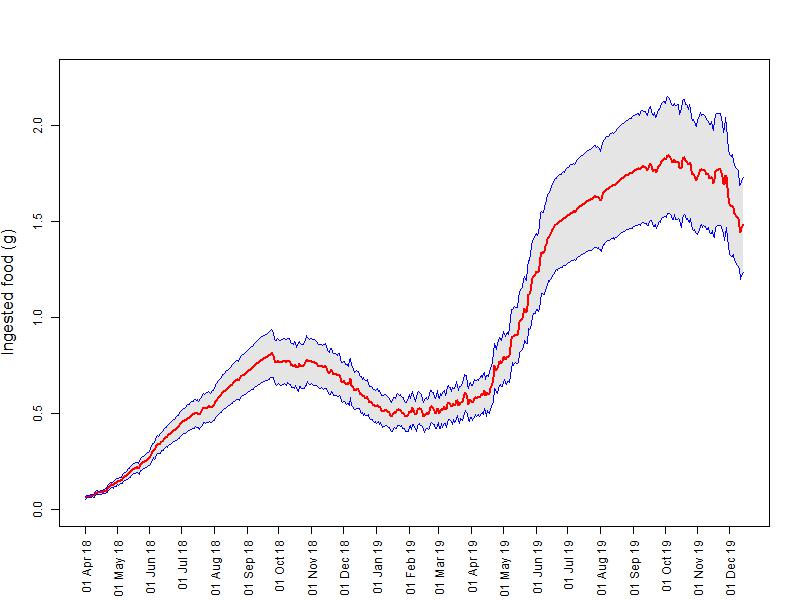 Ingested food (g)
2.0
1.5
1.0
0.5
0.0
01 Apr 18
01 May 18
01 Jun 18
01 Jul 18
01 Aug 18
01 Sep 18
01 Oct 18
01 Nov 18
01 Dec 18
01 Jan 19
01 Feb 19
01 Mar 19
01 Apr 19
01 May 19
01 Jun 19
01 Jul 19
01 Aug 19
01 Sep 19
01 Oct 19
01 Nov 19
01 Dec 19